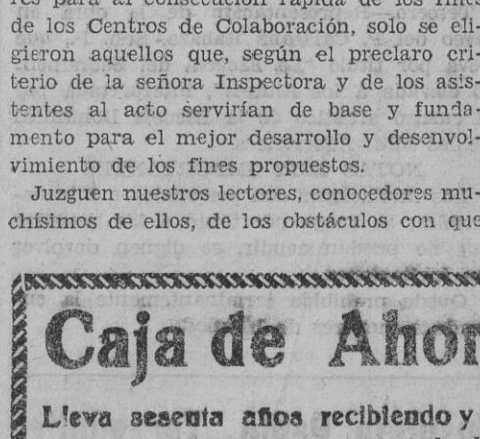 res para al consecución rápida de los fines
de los Centros de Colaboración, solo se eli-
gieron aquellos que, según el preclaro cri-
terio de la señora Inspectora y de los asis-
tentes al acto servirían de base y funda-
mento para el mejor desarrollo y desenvol-
vimiento de los fines propuestos.
Juzguen nuestros lectores, conocedores mu-
chísimos de ellos, de los obstáculos con que
Caja de Ahor
Lleva sesenta años recibiendo y